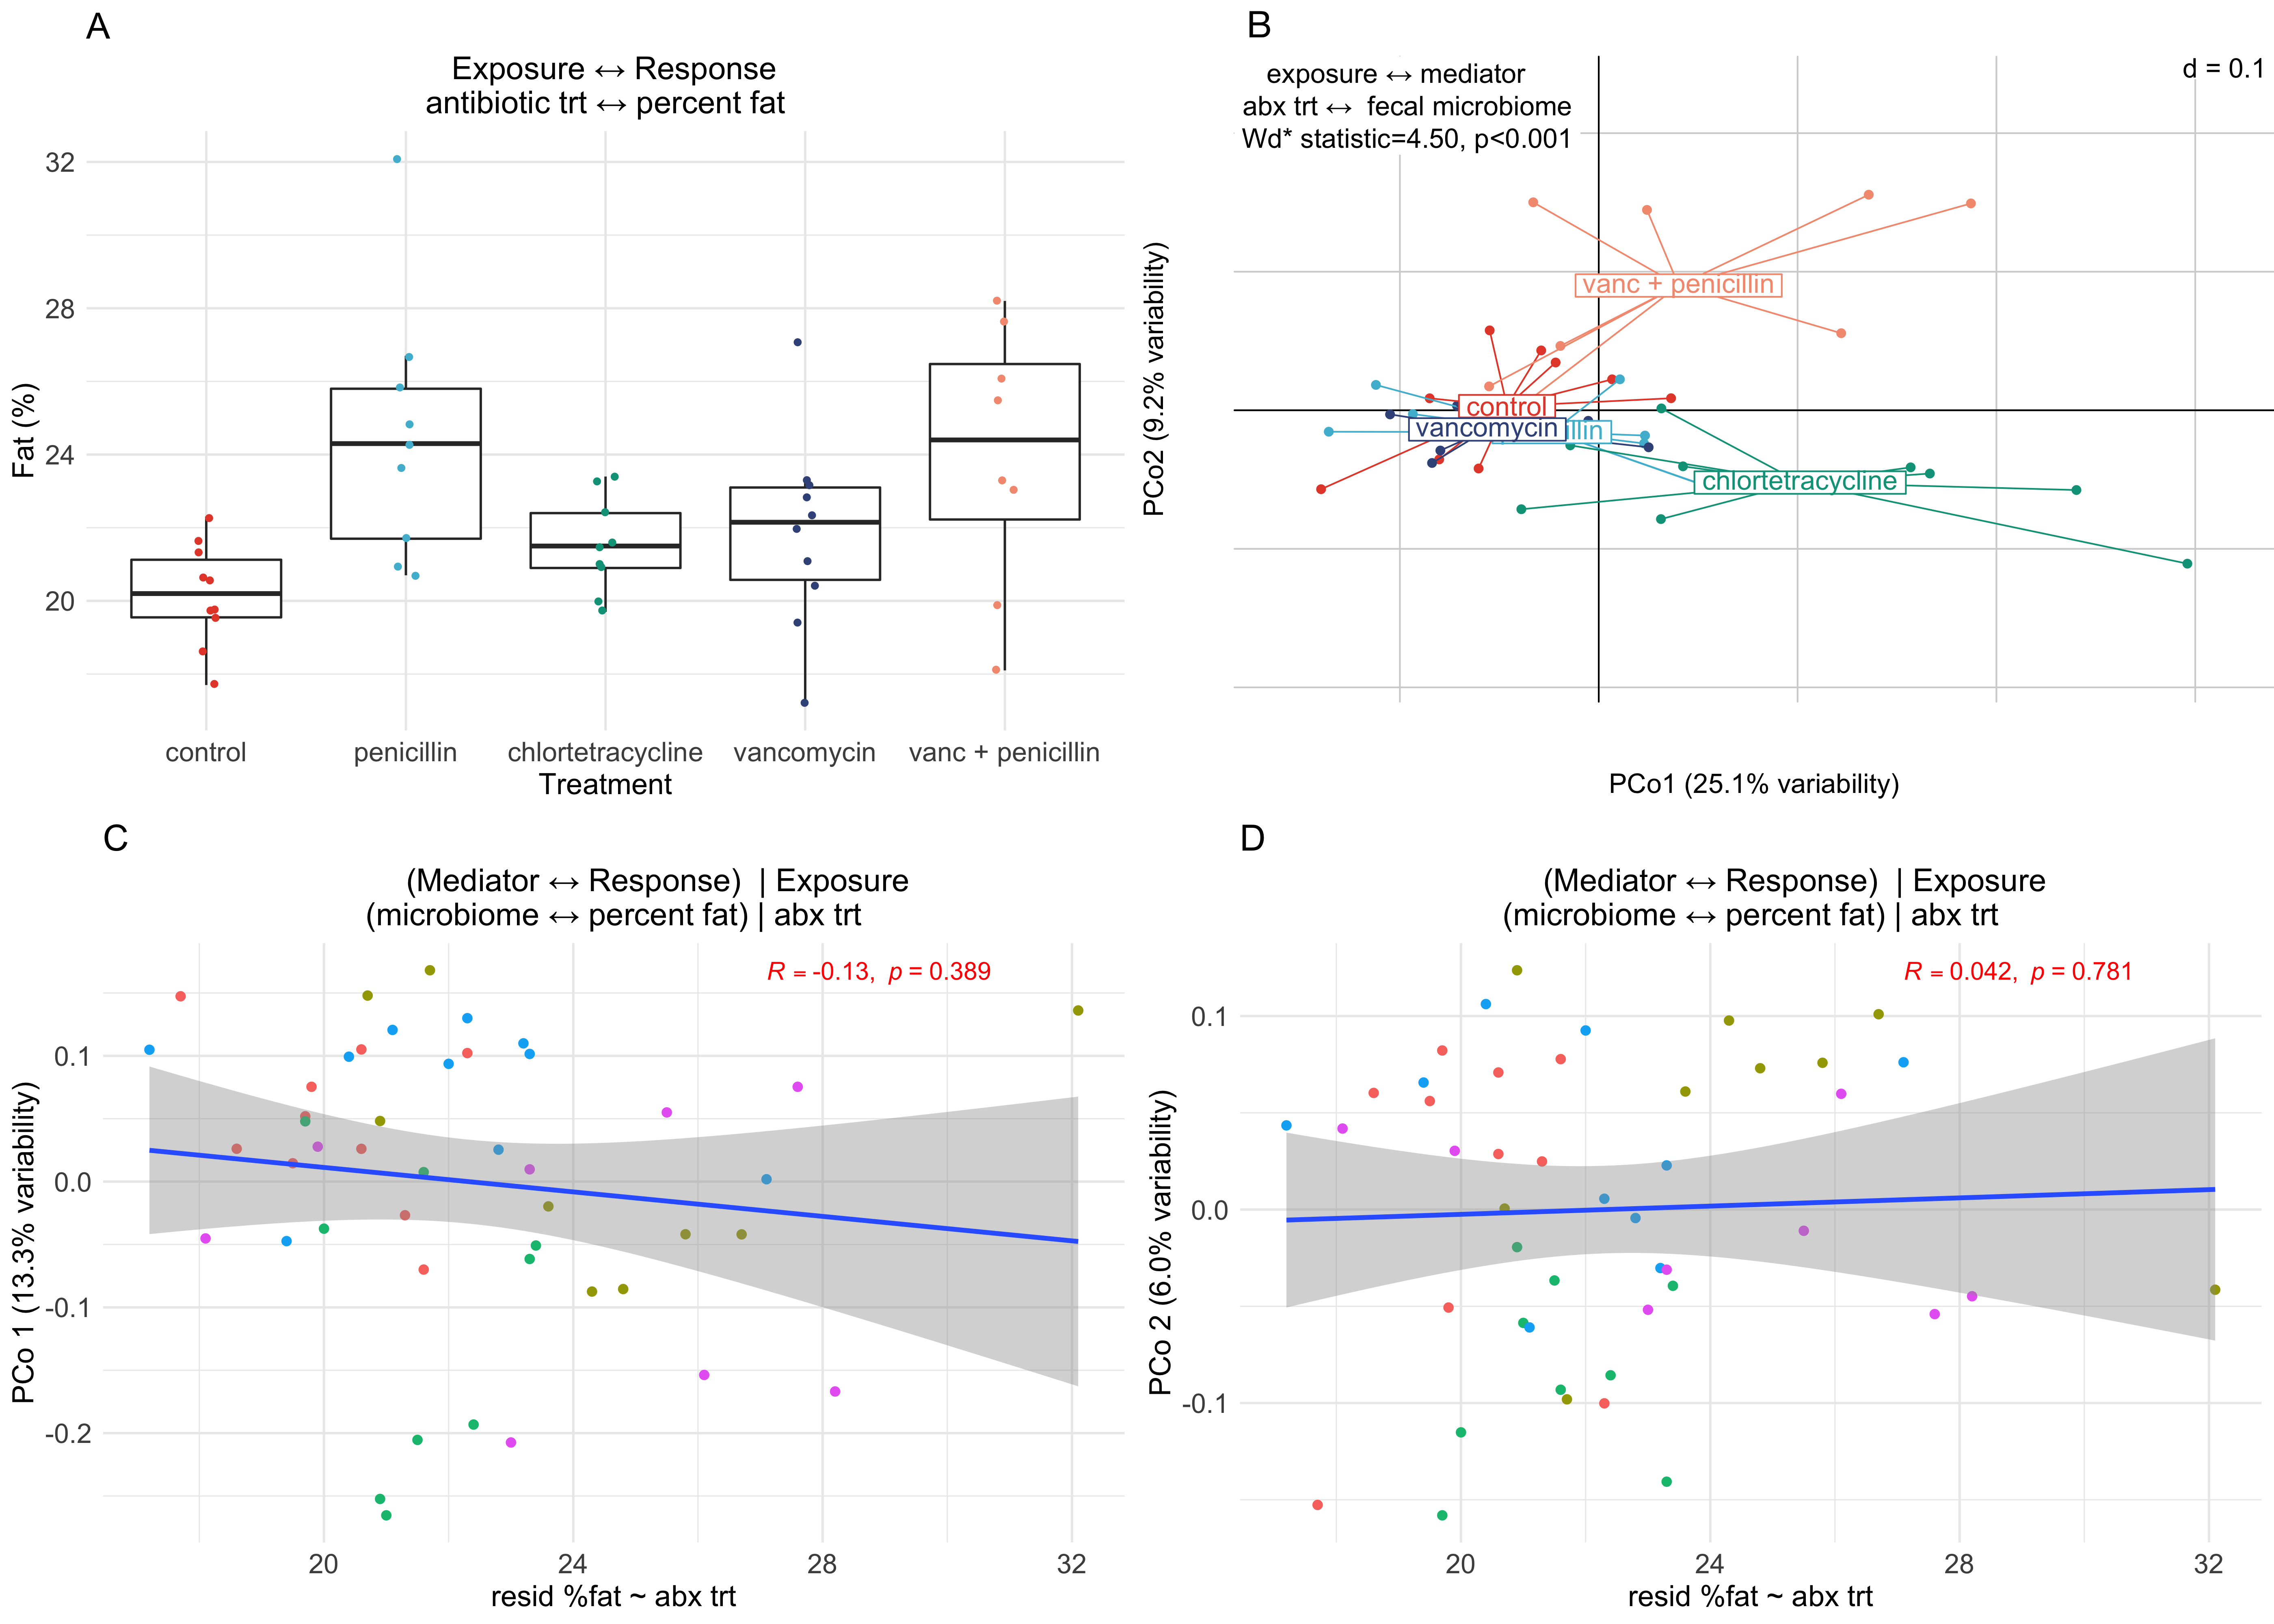 A
Exposure ↔ Response
antibiotic trt ↔ percent fat
Fat (%)
32
28
24
20
control
penicillin
chlortetracycline
vancomycin
vanc + penicillin
Treatment
B
exposure ↔ mediator
abx trt ↔ fecal microbiome
Wd* statistic=4.50, p<0.001
d = 0.1
PCo2 (9.2% variability)
vanc + penicillin
control
vancomycin
illin
chlortetracycline
PCo1 (25.1% variability)
C
(Mediator ↔ Response) | Exposure
(microbiome ↔ percent fat) | abx trt
R = -0.13, p = 0.389
PCo 1 (13.3% variability)
0.1
0.0
-0.1
-0.2
20
24
28
32
resid %fat ~ abx trt
D
(Mediator ↔ Response) | Exposure
(microbiome ↔ percent fat) | abx trt
R = 0.042, p = 0.781
PCo 2 (6.0% variability)
0.1
0.0
-0.1
20
24
28
32
resid %fat ~ abx trt